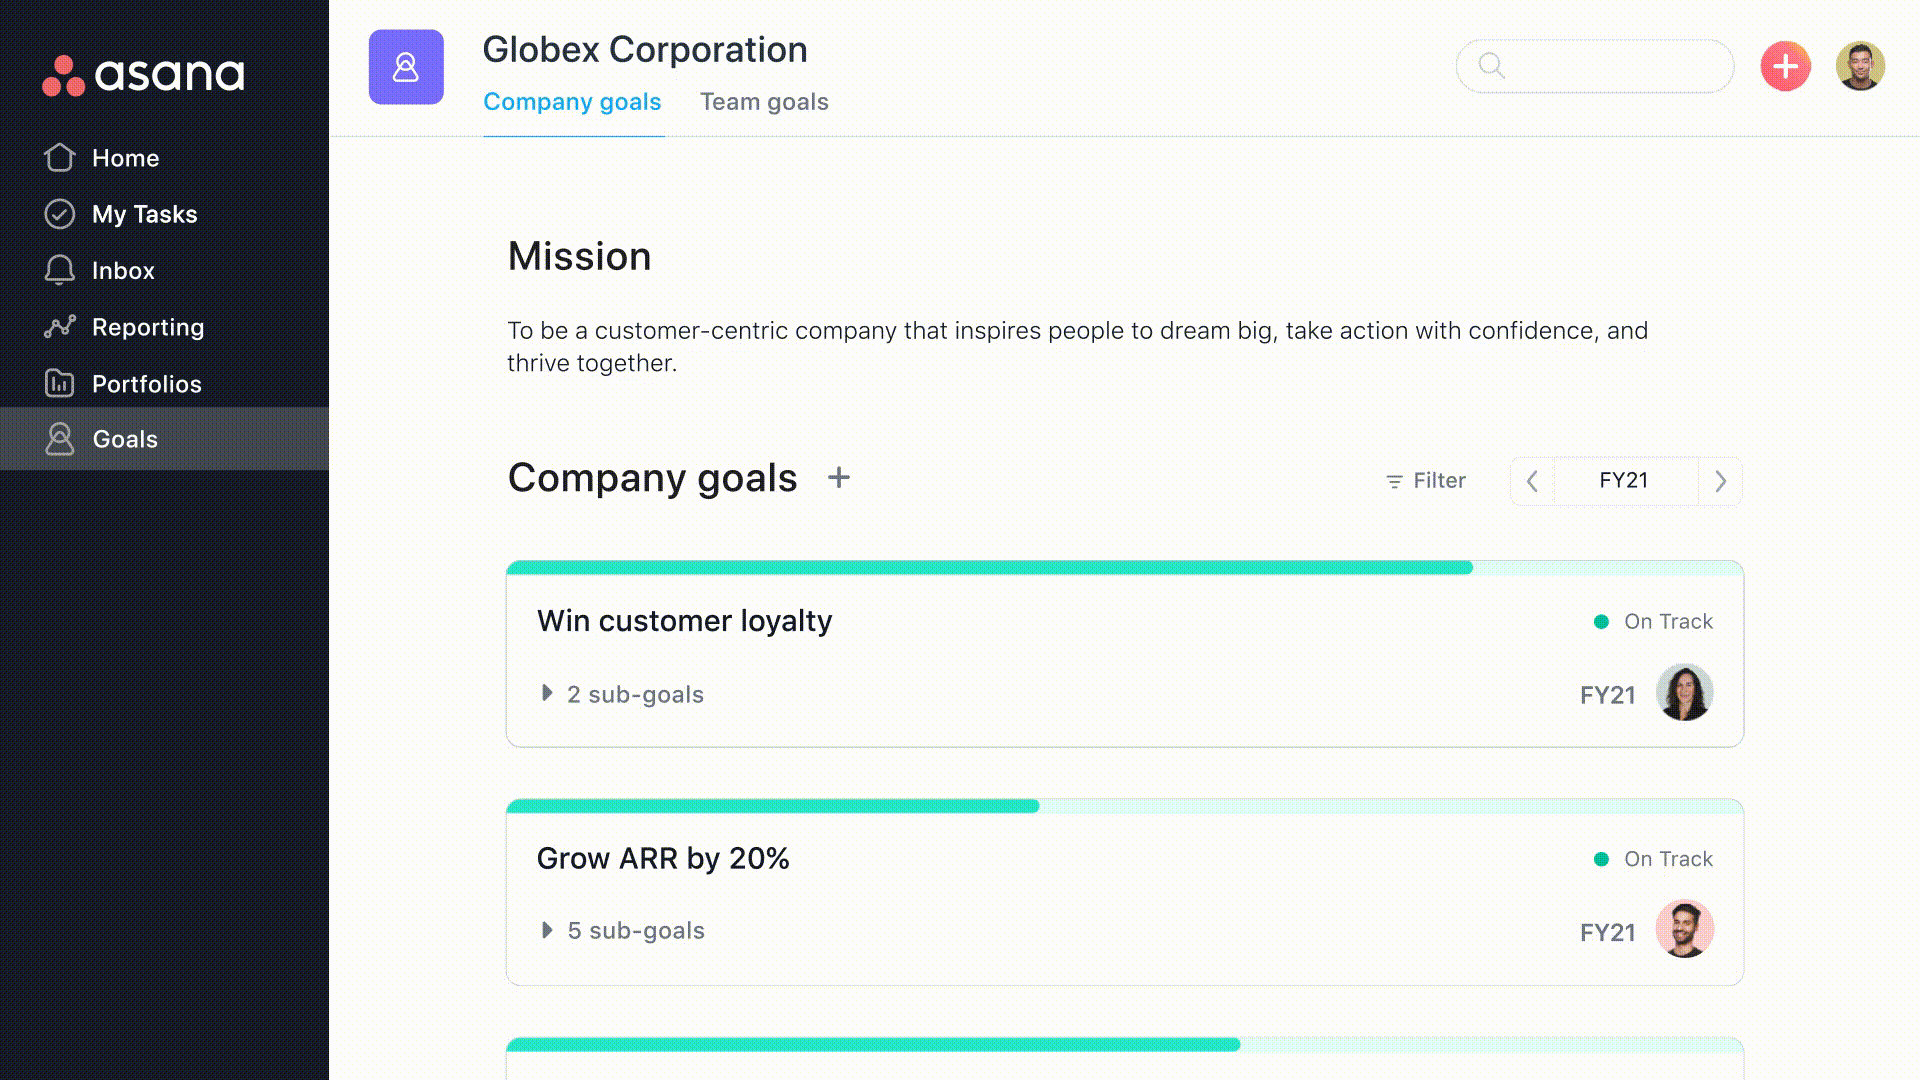 asana
Home
My Tasks
Inbox
Reporting
Portfolios
Goals
Globex Corporation
Company goals
Team goals
Mission
To be a customer-centric company that inspires people to dream big, take action with confidence, and
thrive together.
Company goals +
Filter
FY21
Win customer loyalty
On Track
2 sub-goals
FY21
Grow ARR by 20%
On Track
5 sub-goals
FY21